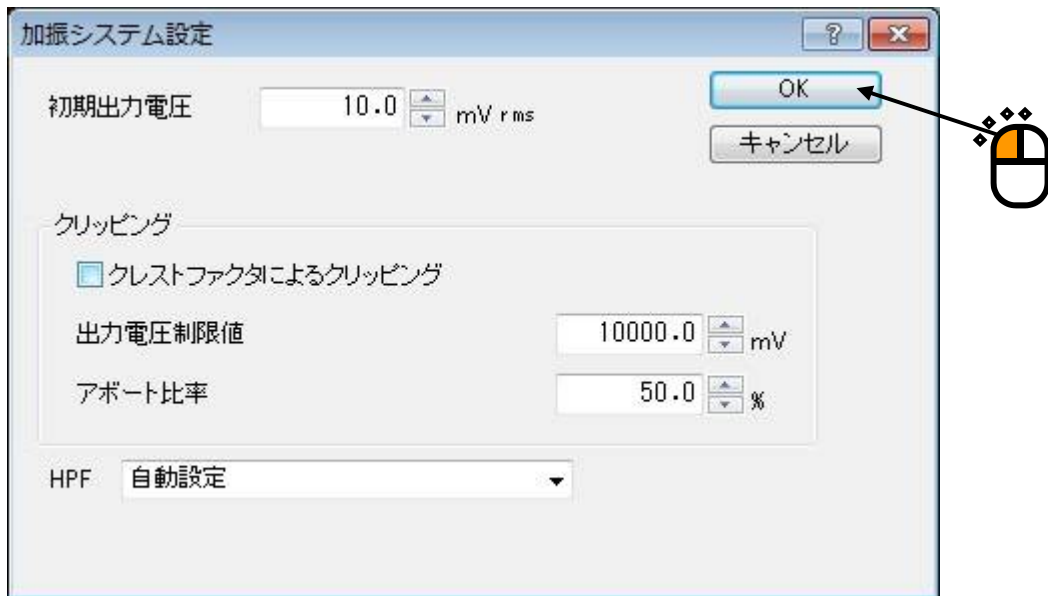 加振システム設定
初期出力電圧 10.0 mV rms
OK
キャンセル
クリッピング
クレストファクタによるクリッピング
出力電圧制限値 10000.0 mV
アボート比率 50.0 %
HPF 自動設定